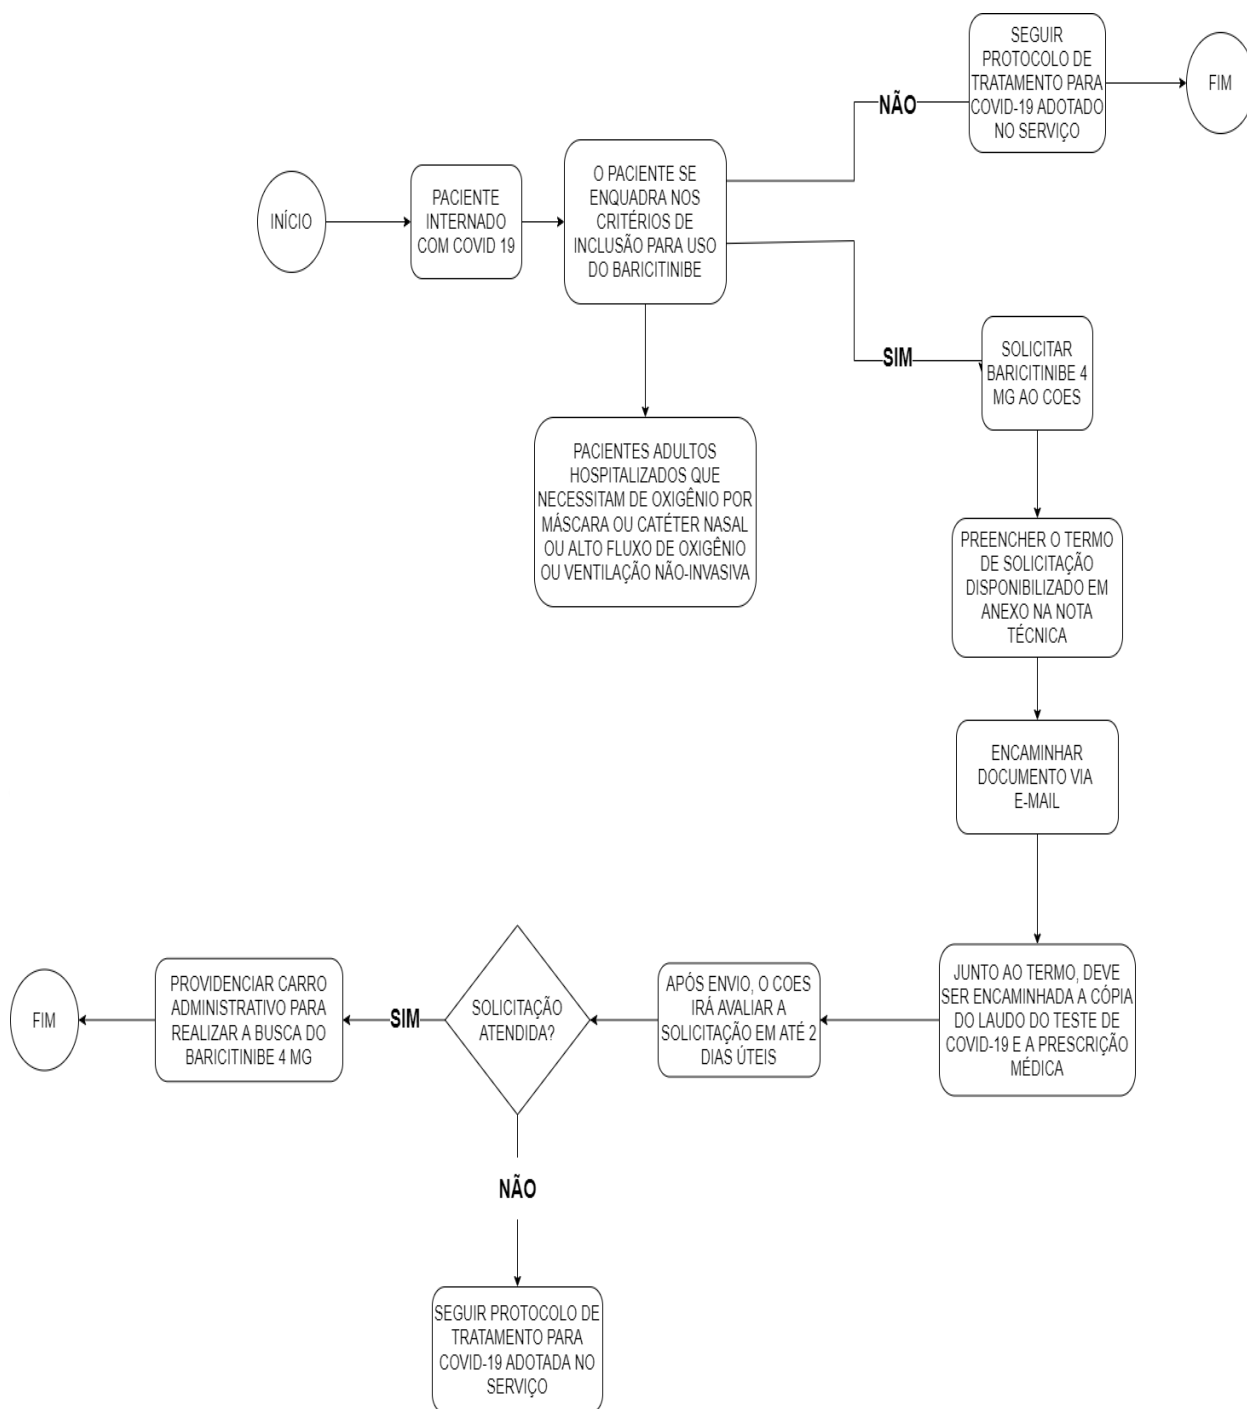 INÍCIO
PACIENTE
INTERNADO
COM COVID 19
O PACIENTE SE
ENQUADRA NOS
CRITÉRIOS DE
INCLUSÃO PARA USO
DO BARICITINIBE
NÃO
SEGUIR
PROTOCOLO DE
TRATAMENTO PARA
COVID-19 ADOTADO
NO SERVIÇO
FIM
PACIENTES ADULTOS
HOSPITALIZADOS QUE
NECESSITAM DE OXIGÊNIO POR
MÁSCARA OU CATÉTER NASAL
OU ALTO FLUXO DE OXIGÊNIO
OU VENTILAÇÃO NÃO-INVASIVA
SIM
SOLICITAR
BARICITINIBE 4
MG AO COES
PREENCHER O TERMO
DE SOLICITAÇÃO
DISPONIBILIZADO EM
ANEXO NA NOTA
TÉCNICA
ENCAMINHAR
DOCUMENTO VIA
E-MAIL
JUNTO AO TERMO, DEVE
SER ENCAMINHADA A CÓPIA
DO LAUDO DO TESTE DE
COVID-19 E A PRESCRIÇÃO
MÉDICA
APÓS ENVIO, O COES
IRÁ AVALIAR A
SOLICITAÇÃO EM ATÉ 2
DIAS ÚTEIS
SOLICITAÇÃO
ATENDIDA?
SIM
PROVIDENCIAR CARRO
ADMINISTRATIVO PARA
REALIZAR A BUSCA DO
BARICITINIBE 4 MG
FIM
NÃO
SEGUIR PROTOCOLO DE
TRATAMENTO PARA
COVID-19 ADOTADA NO
SERVIÇO